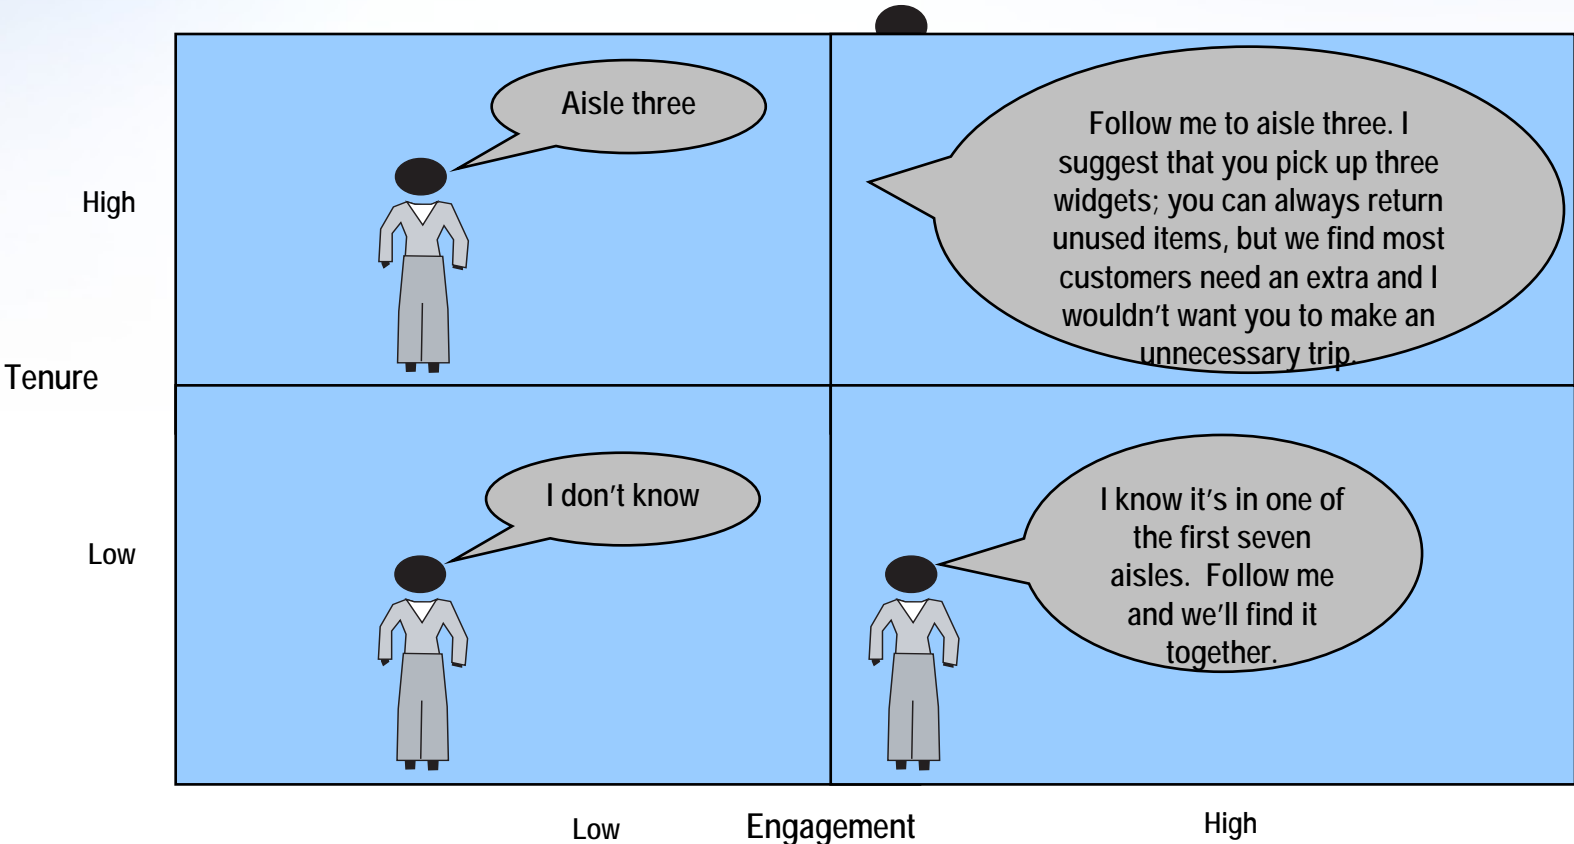 Aisle three
Follow me to aisle three. I
suggest that you pick up three
widgets; you can always return
unused items, but we find most
customers need an extra and I
wouldn't want you to make an
unnecessary trip.
High
Tenure
I don't know
I know it's in one of
the first seven
aisles.  Follow me
and we'll find it
together.
Low
Low
Engagement
High